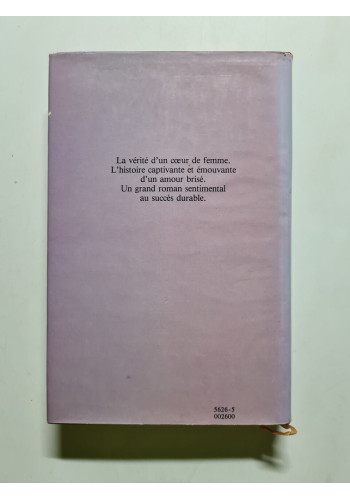 La vérité d'un cœur de femme.
L'histoire captivante et émouvante
d'un amour brisé.
Un grand roman sentimental
au succès durable.
5626-5
002600